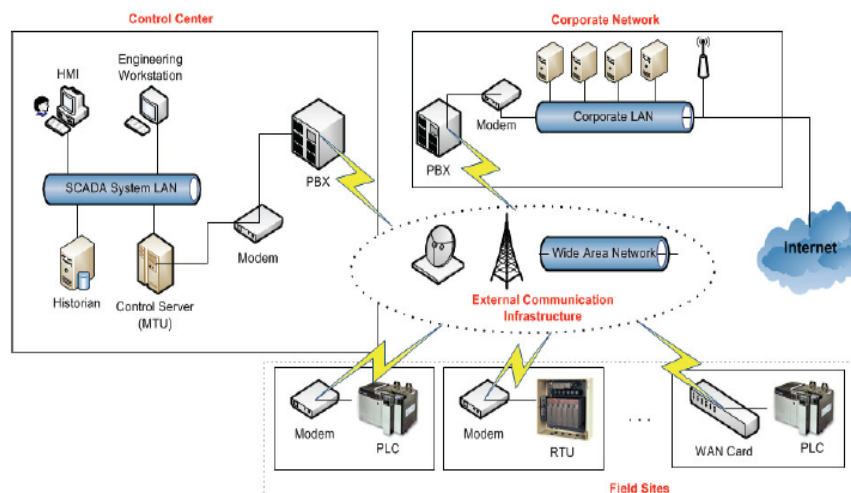 Control Center
Corporate Network
HMI
Engineering
Workstation
PBX
SCADA System LAN
Modem
Historian
Control Server
(MTU)
Modem
PBX
Corporate LAN
Internet
Wide Area Network
External Communication
Infrastructure
Modem
PLC
Modem
RTU
...
WAN Card
PLC
Field Sites